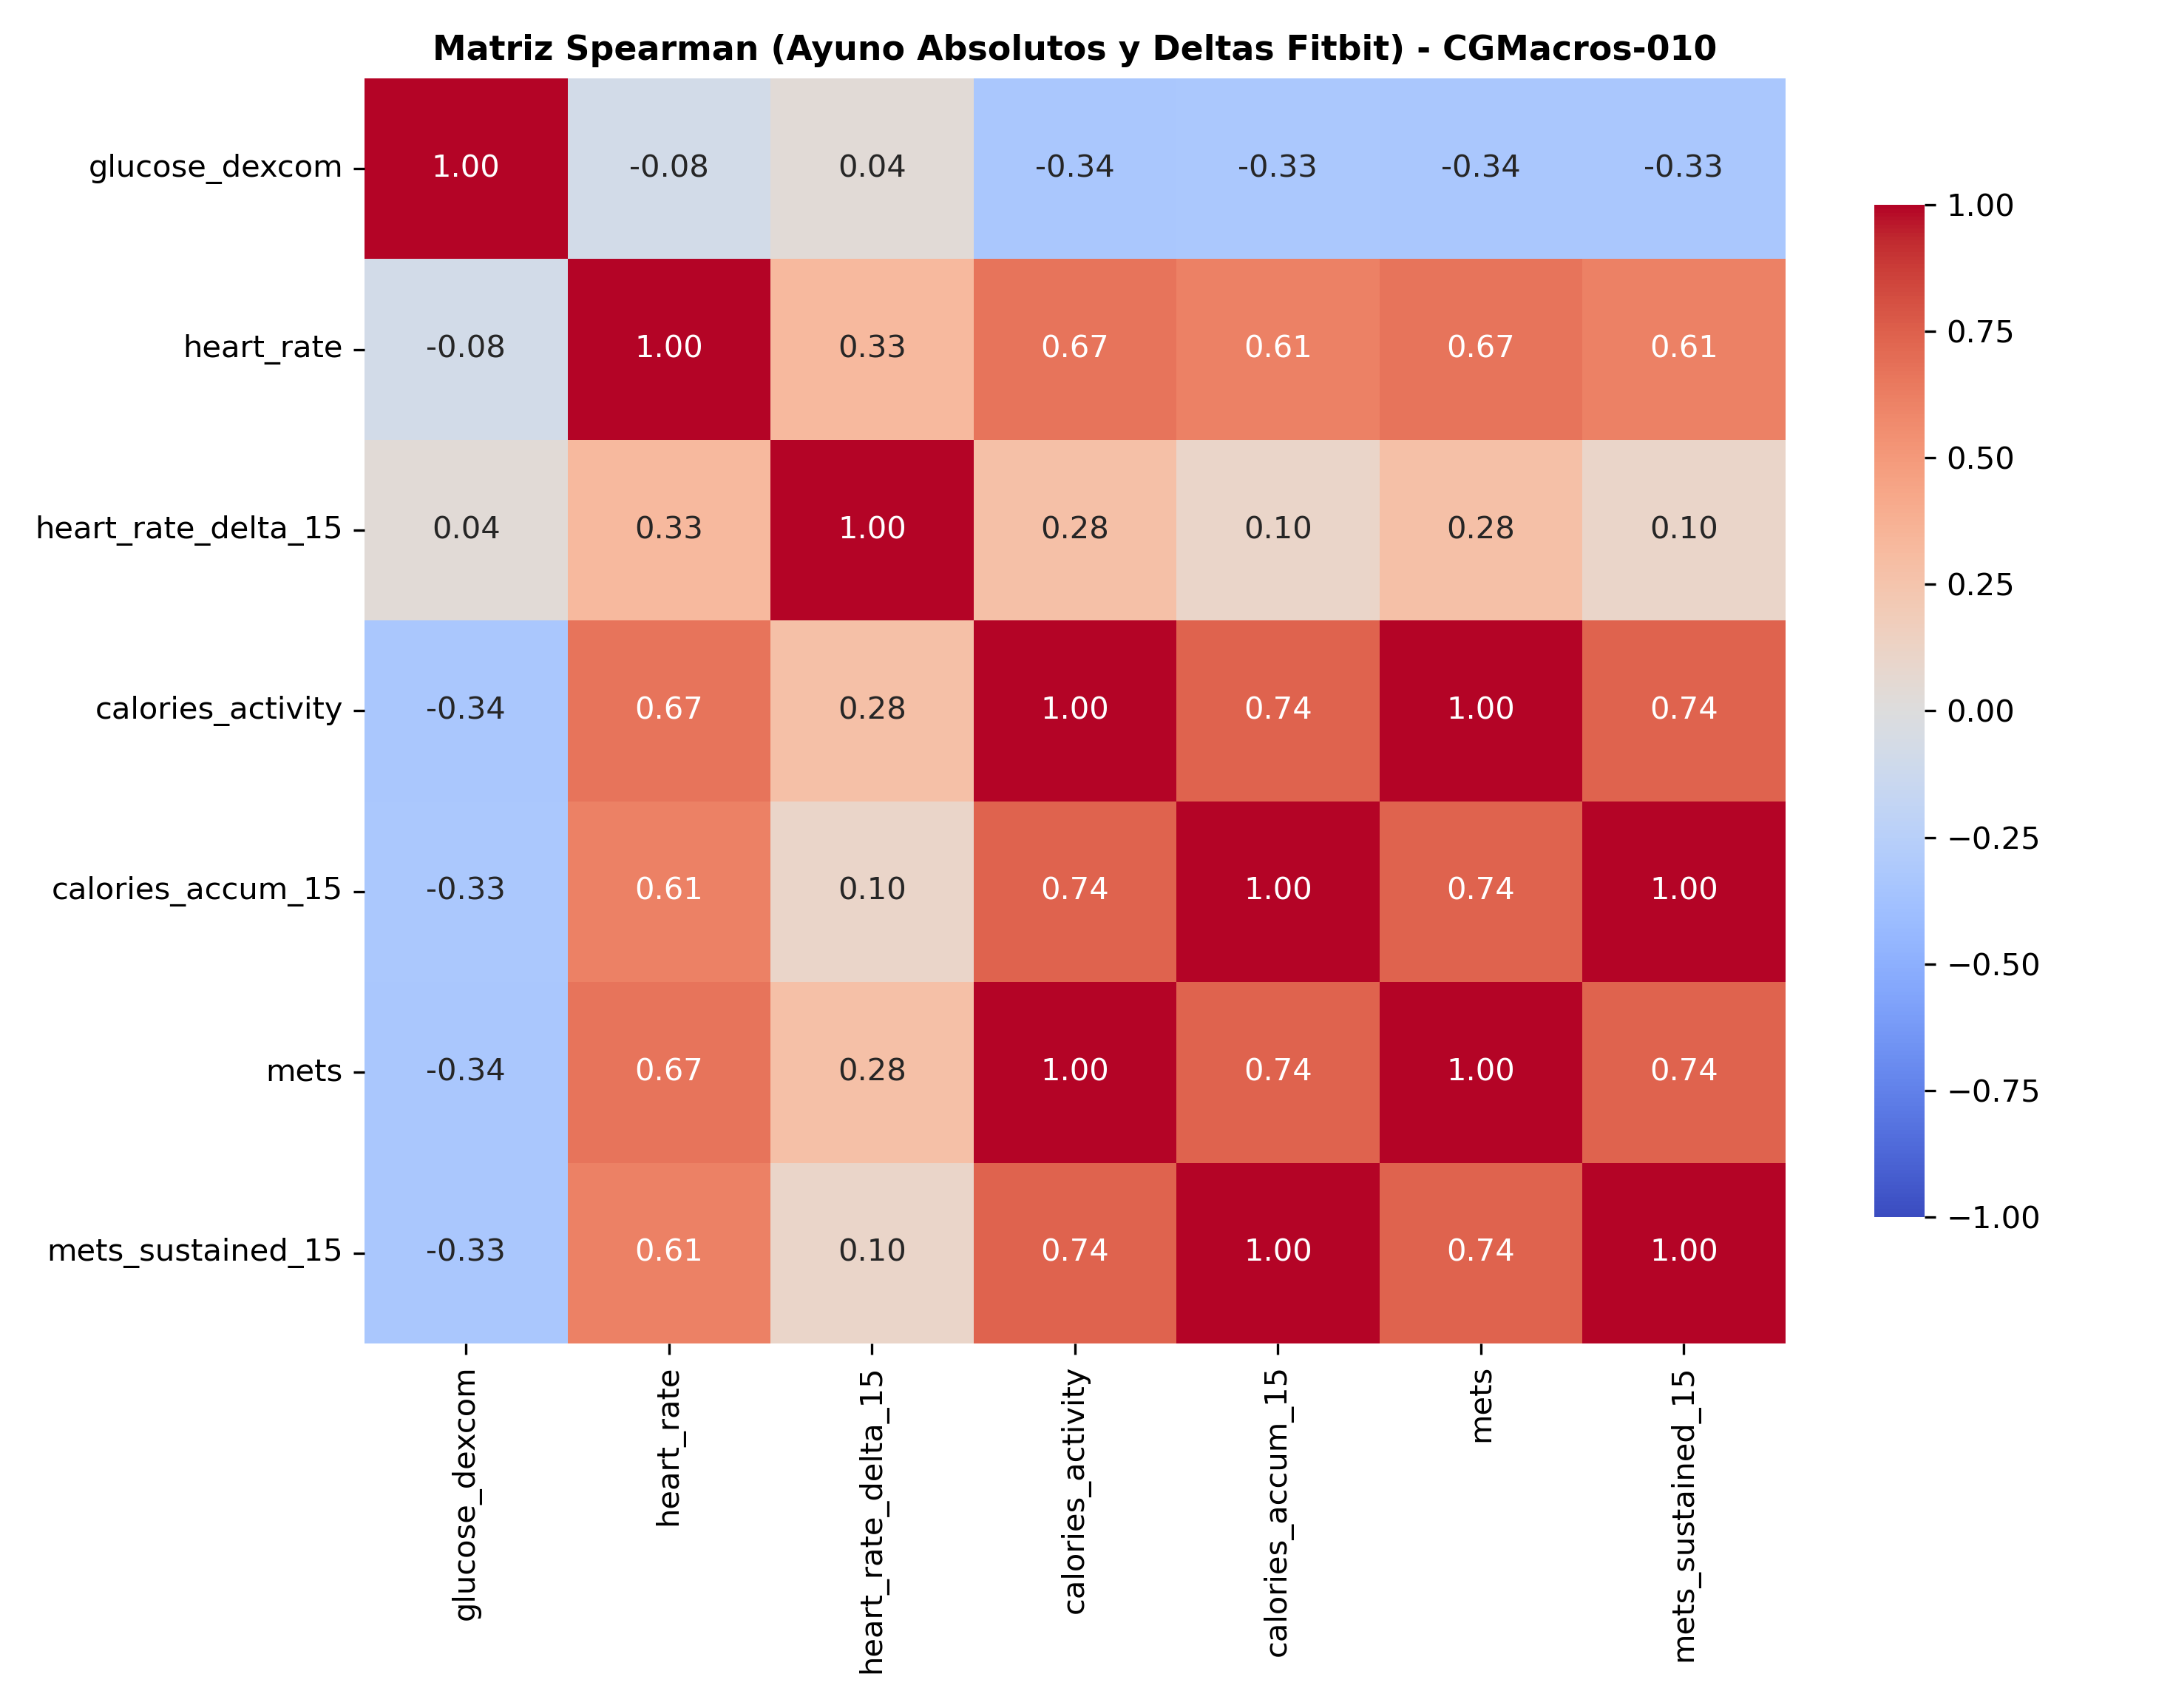 Matriz Spearman (Ayuno Absolutos y Deltas Fitbit) - CGMacros-010
glucose_dexcom 1.00 -0.08 0.04 -0.34 -0.33 -0.34 -0.33
heart_rate -0.08 1.00 0.33 0.67 0.61 0.67 0.61
heart_rate_delta_15 0.04 0.33 1.00 0.28 0.10 0.28 0.10
calories_activity -0.34 0.67 0.28 1.00 0.74 1.00 0.74
calories_accum_15 -0.33 0.61 0.10 0.74 1.00 0.74 1.00
mets -0.34 0.67 0.28 1.00 0.74 1.00 0.74
mets_sustained_15 -0.33 0.61 0.10 0.74 1.00 0.74 1.00
glucose_dexcom
heart_rate
heart_rate_delta_15
calories_activity
calories_accum_15
mets
mets_sustained_15
1.00
0.75
0.50
0.25
0.00
−0.25
−0.50
−0.75
−1.00